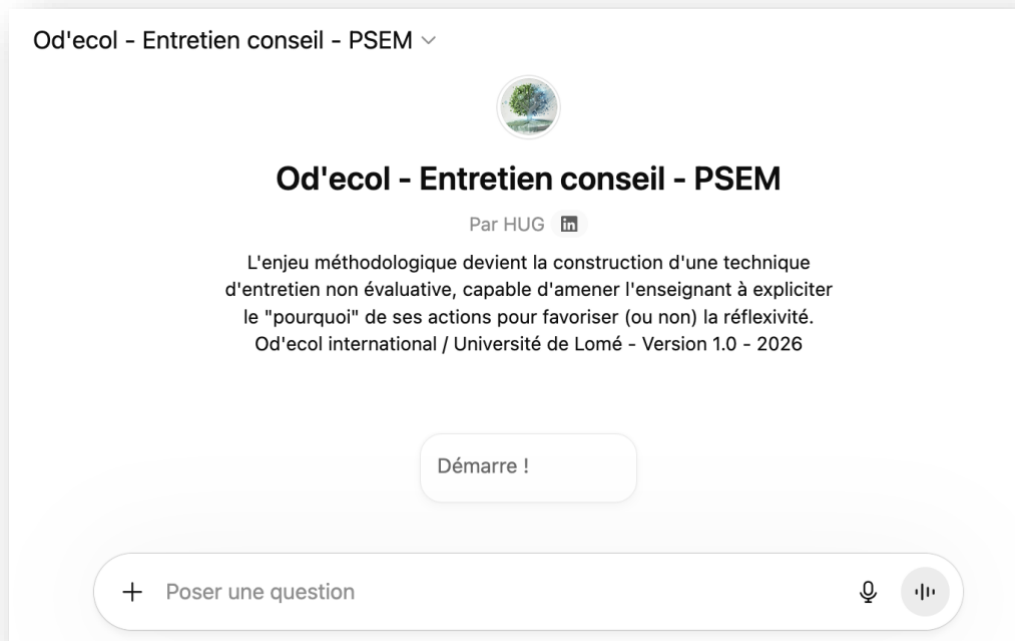 Od'ecol - Entretien conseil - PSEM
Od'ecol - Entretien conseil - PSEM
Par HUG in
L'enjeu méthodologique devient la construction d'une technique
d'entretien non évaluative, capable d'amener l'enseignant à expliciter
le "pourquoi" de ses actions pour favoriser (ou non) la réflexivité.
Od'ecol international / Université de Lomé - Version 1.0 - 2026
Démarre !
Poser une question